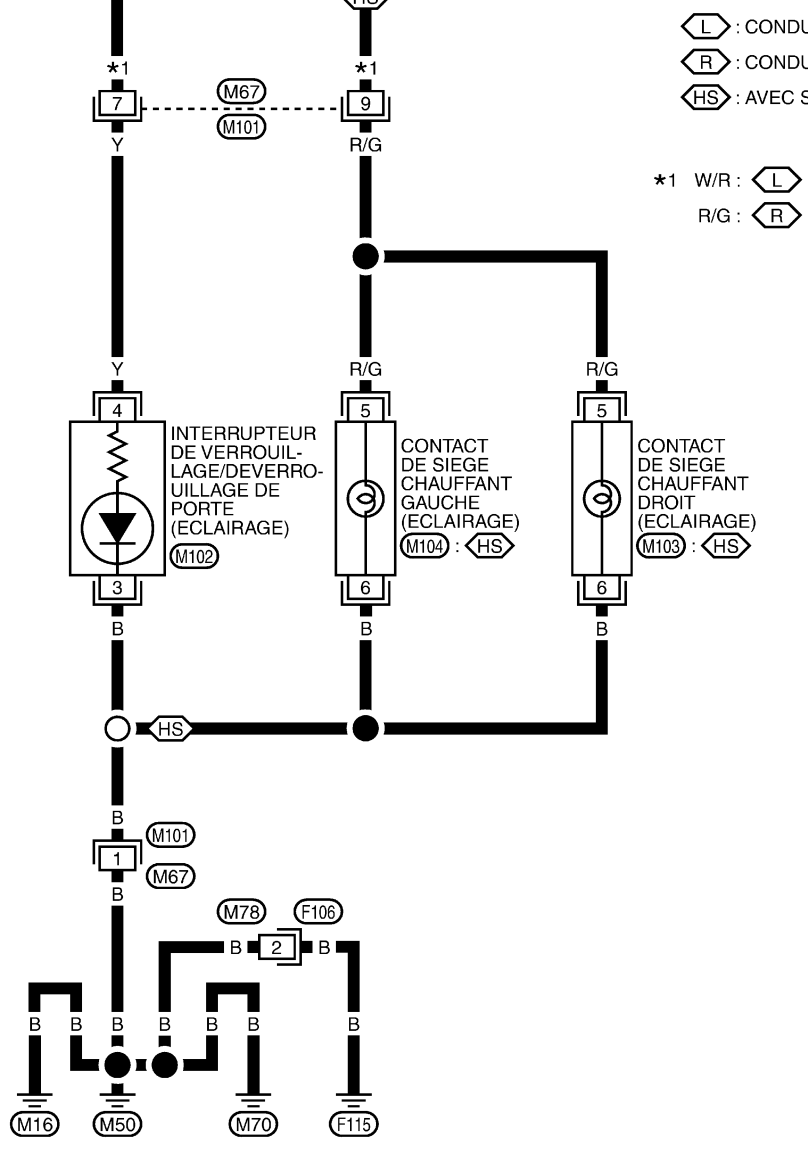 L : CONDU
R : CONDU
HS : AVEC S
*1 *1
7 M67 9
M101
Y R/G
*1 W/R : L
R/G : R
Y R/G R/G
4 5 5
INTERRUPTEUR
DE VERROUIL-
LAGE/DEVERRO-
UILLAGE DE
PORTE
(ECLAIRAGE)
M102
CONTACT
DE SIEGE
CHAUFFANT
GAUCHE
(ECLAIRAGE)
M104 : HS
CONTACT
DE SIEGE
CHAUFFANT
DROIT
(ECLAIRAGE)
M103 : HS
3 6 6
B B B
HS
B
M101
1
M67
B
M78 F106
B 2 B
B B B B B B B
M16 M50 M70 F115